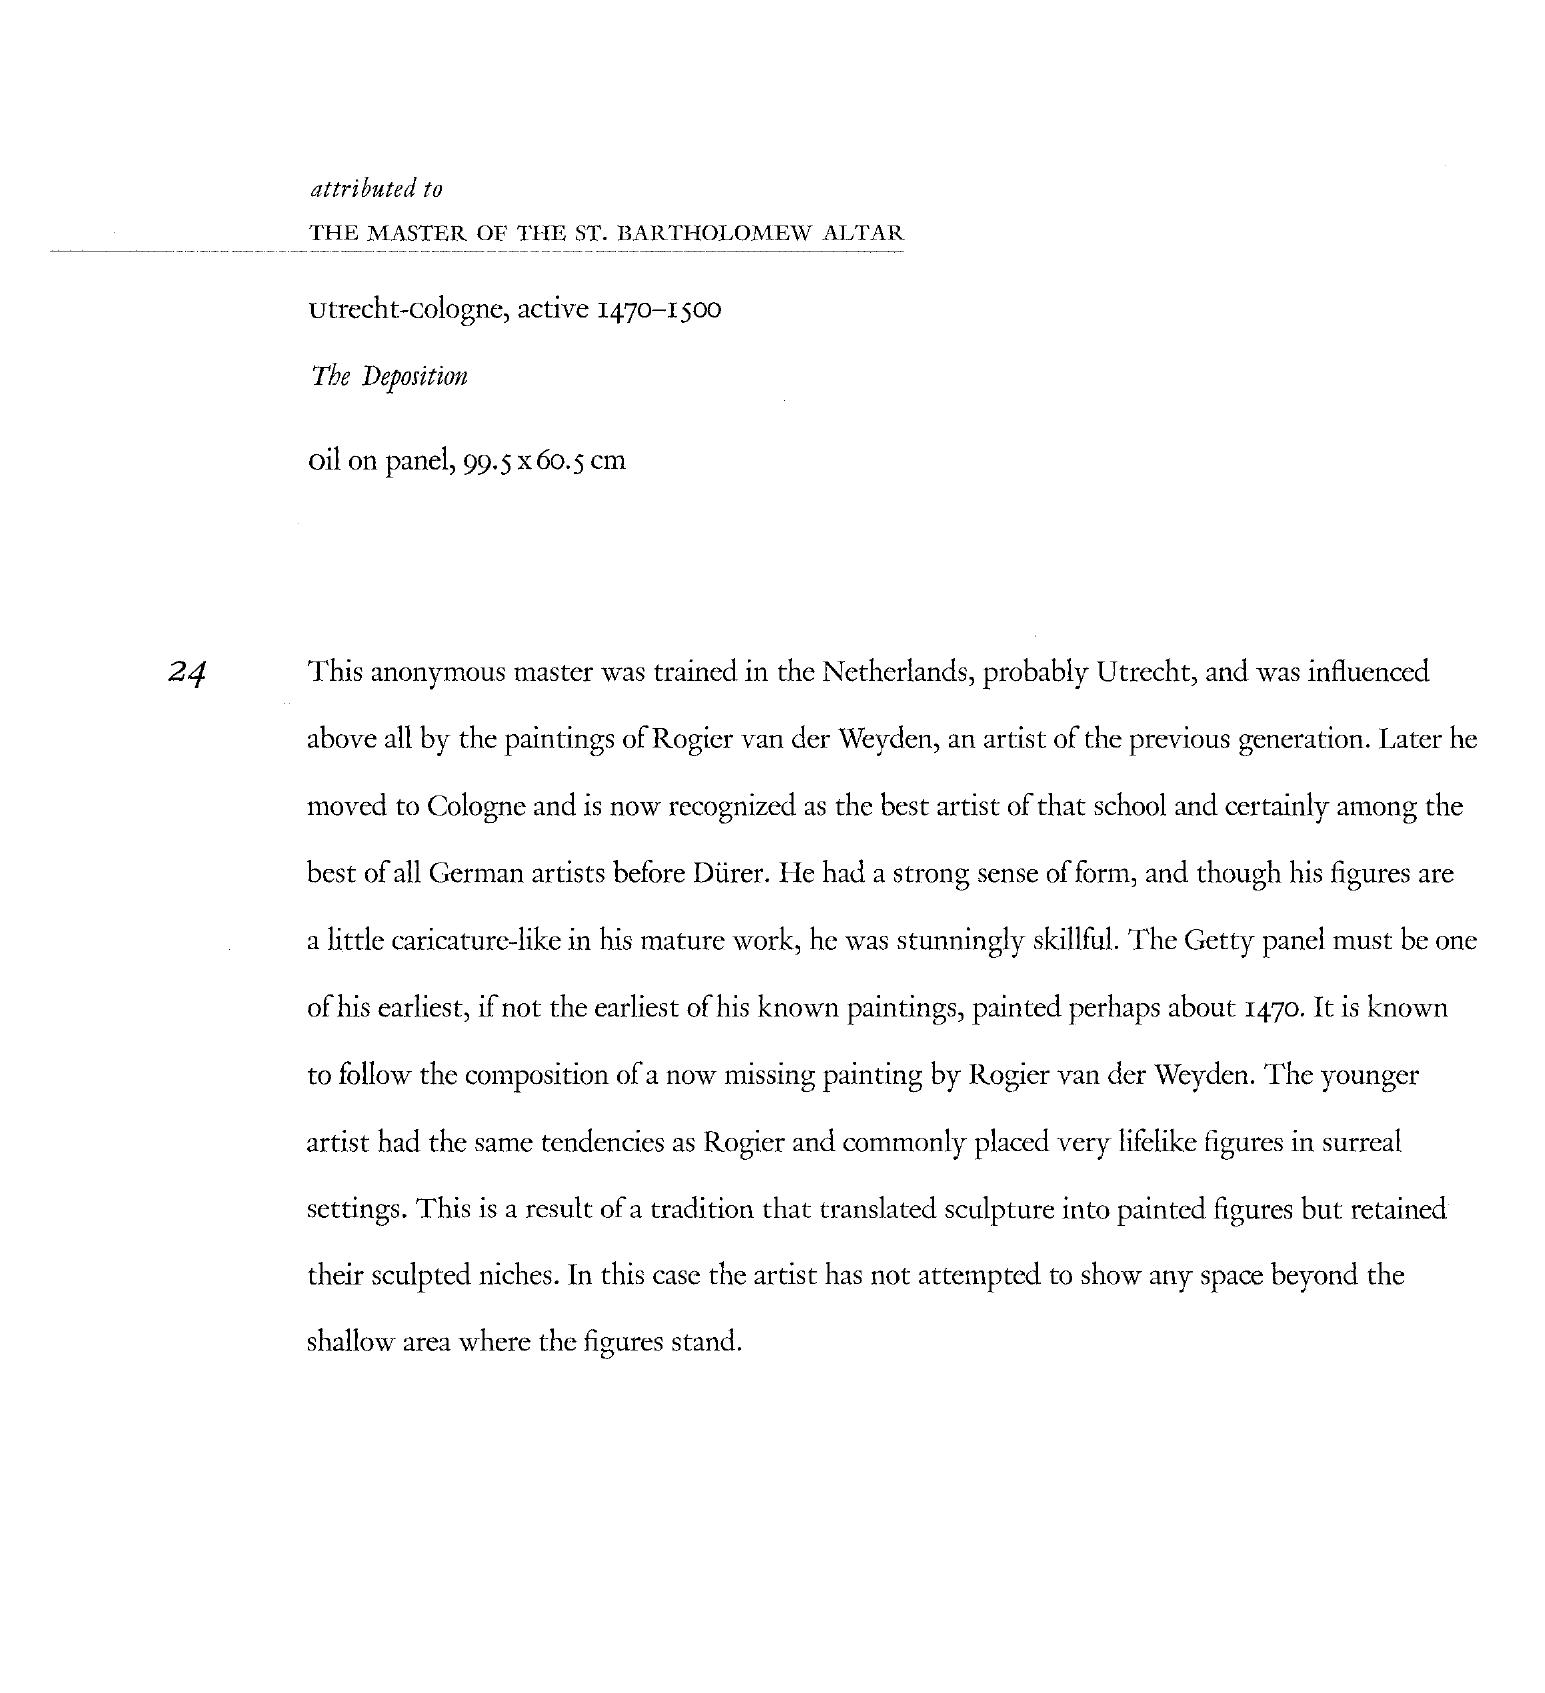 attributed to
THE MASTER OF THE ST. BARTHOLOMEW ALTAR
Utrecht-Cologne, active 1470–1500
The Deposition
Oil on panel, 99.5 x 60.5 cm
24
This anonymous master was trained in the Netherlands, probably Utrecht, and was influenced
above all by the paintings of Rogier van der Weyden, an artist of the previous generation. Later he
moved to Cologne and is now recognized as the best artist of that school and certainly among the
best of all German artists before Dürer. He had a strong sense of form, and though his figures are
a little caricature-like in his mature work, he was stunningly skillful. The Getty panel must be one
of his earliest, if not the earliest of his known paintings, painted perhaps about 1470. It is known
to follow the composition of a now missing painting by Rogier van der Weyden. The younger
artist had the same tendencies as Rogier and commonly placed very lifelike figures in surreal
settings. This is a result of a tradition that translated sculpture into painted figures but retained
their sculpted niches. In this case the artist has not attempted to show any space beyond the
shallow area where the figures stand.